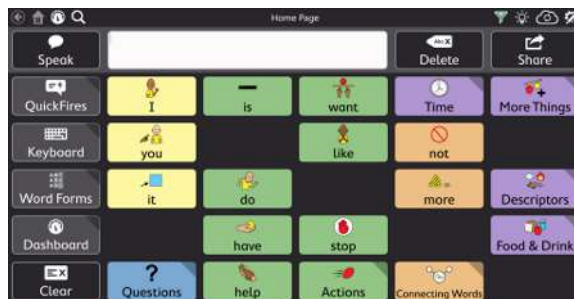 Home Page
Speak
Abc X
Delete
Share
QuickFires
I
is
want
Time
More Things
Keyboard
you
like
not
Word Forms
it
do
more
Descriptors
Dashboard
have
stop
Food & Drink
Clear
? Questions
help
Actions
Connecting Words